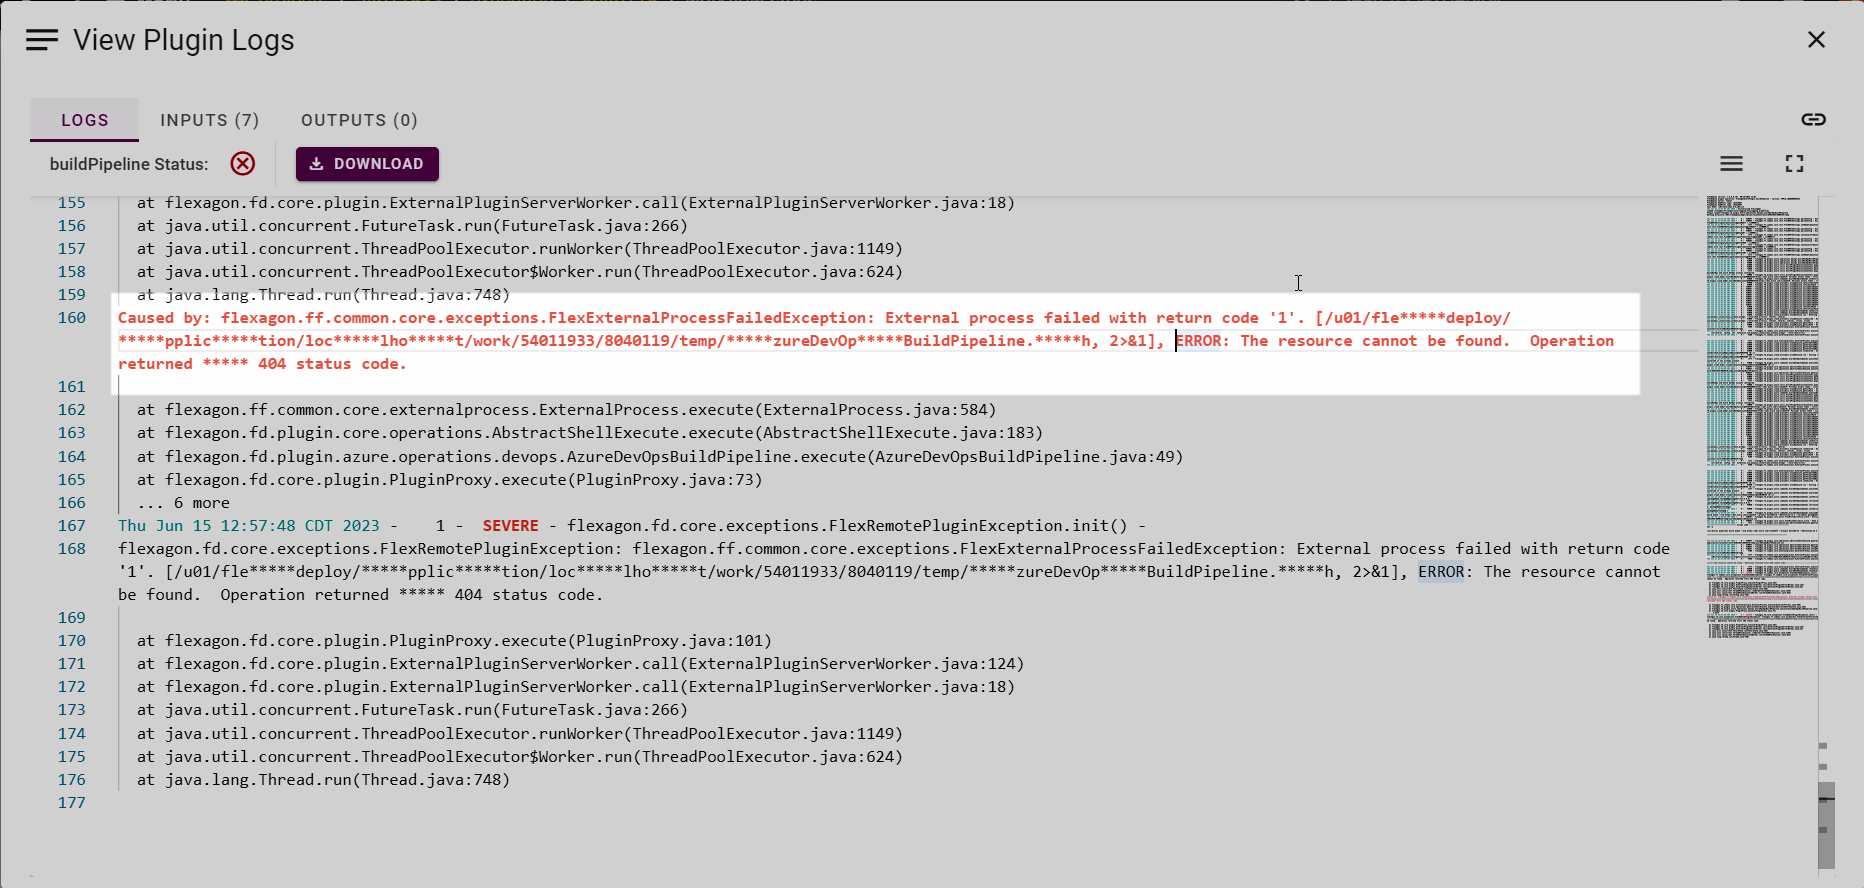 View Plugin Logs
LOGS
INPUTS (7)
OUTPUTS (0)
buildPipeline Status:
DOWNLOAD
155 at flexagon.fd.core.plugin.ExternalPluginServerWorker.call(ExternalPluginServerWorker.java:18)
156 at java.util.concurrent.FutureTask.run(FutureTask.java:266)
157 at java.util.concurrent.ThreadPoolExecutor.runWorker(ThreadPoolExecutor.java:1149)
158 at java.util.concurrent.ThreadPoolExecutor$Worker.run(ThreadPoolExecutor.java:624)
159 at java.lang.Thread.run(Thread.java:748)
160 Caused by: flexagon.ff.common.core.exceptions.FlexExternalProcessFailedException: External process failed with return code '1'. [/u01/fle*****deploy/
*****pplic*****tion/loc*****lho*****t/work/54011933/8040119/temp/*****zureDevOp*****BuildPipeline.*****h, 2>&1], ERROR: The resource cannot be found.  Operation
returned ***** 404 status code.
161
162 at flexagon.ff.common.core.externalprocess.ExternalProcess.execute(ExternalProcess.java:584)
163 at flexagon.fd.plugin.core.operations.AbstractShellExecute.execute(AbstractShellExecute.java:183)
164 at flexagon.fd.plugin.azure.operations.devops.AzureDevOpsBuildPipeline.execute(AzureDevOpsBuildPipeline.java:49)
165 at flexagon.fd.core.plugin.PluginProxy.execute(PluginProxy.java:73)
166 ... 6 more
167 Thu Jun 15 12:57:48 CDT 2023 -    1 -  SEVERE - flexagon.fd.core.exceptions.FlexRemotePluginException.init() -
168 flexagon.fd.core.exceptions.FlexRemotePluginException: flexagon.ff.common.core.exceptions.FlexExternalProcessFailedException: External process failed with return code
'1'. [/u01/fle*****deploy/*****pplic*****tion/loc*****lho*****t/work/54011933/8040119/temp/*****zureDevOp*****BuildPipeline.*****h, 2>&1], ERROR: The resource cannot
be found.  Operation returned ***** 404 status code.
169
170 at flexagon.fd.core.plugin.PluginProxy.execute(PluginProxy.java:101)
171 at flexagon.fd.core.plugin.ExternalPluginServerWorker.call(ExternalPluginServerWorker.java:124)
172 at flexagon.fd.core.plugin.ExternalPluginServerWorker.call(ExternalPluginServerWorker.java:18)
173 at java.util.concurrent.FutureTask.run(FutureTask.java:266)
174 at java.util.concurrent.ThreadPoolExecutor.runWorker(ThreadPoolExecutor.java:1149)
175 at java.util.concurrent.ThreadPoolExecutor$Worker.run(ThreadPoolExecutor.java:624)
176 at java.lang.Thread.run(Thread.java:748)
177